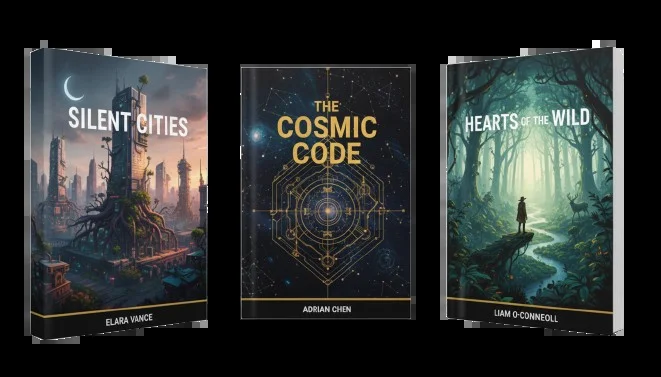 SILENT CITIES
ELARA VANCE
THE
COSMIC
CODE
ADRIAN CHEN
HEARTS OF THE WILD
LIAM O·CONNEOLL